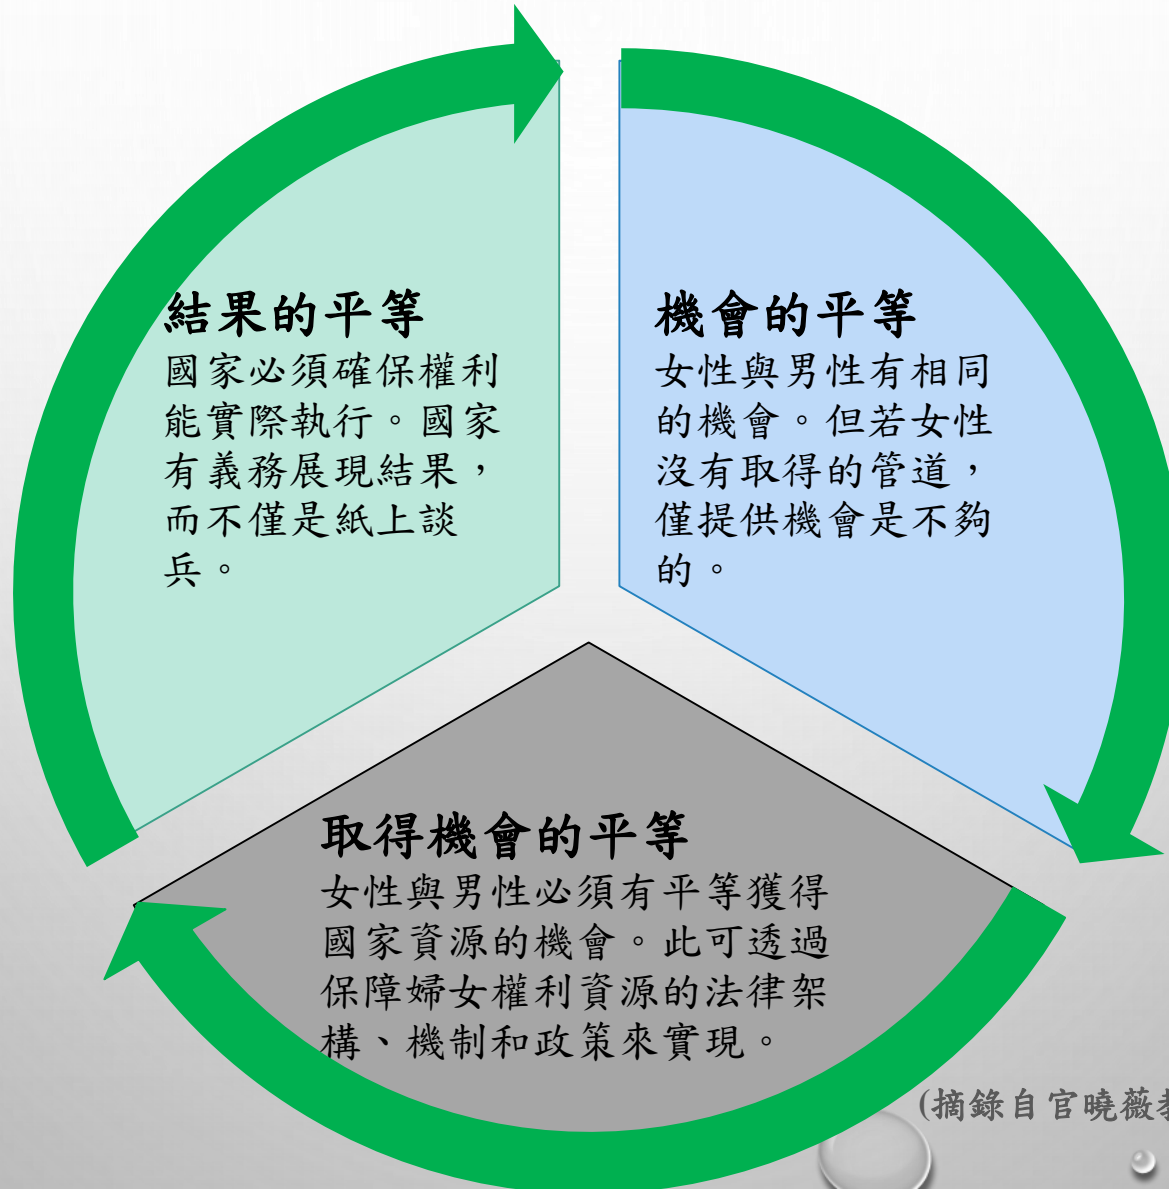 結果的平等
國家必須確保權利
能實際執行。國家
有義務展現結果，
而不僅是紙上談
兵。
機會的平等
女性與男性有相同
的機會。但若女性
沒有取得的管道，
僅提供機會是不夠
的。
取得機會的平等
女性與男性必須有平等獲得
國家資源的機會。此可透過
保障婦女權利資源的法律架
構、機制和政策來實現。
(摘錄自官曉薇